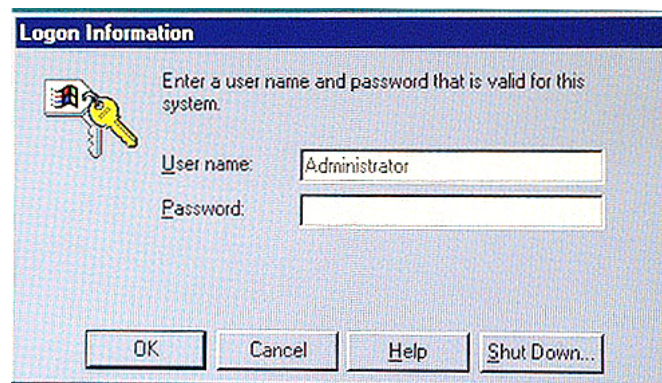 Logon Information
Enter a user name and password that is valid for this
system.
User name:
Administrator
Password:
OK
Cancel
Help
Shut Down...